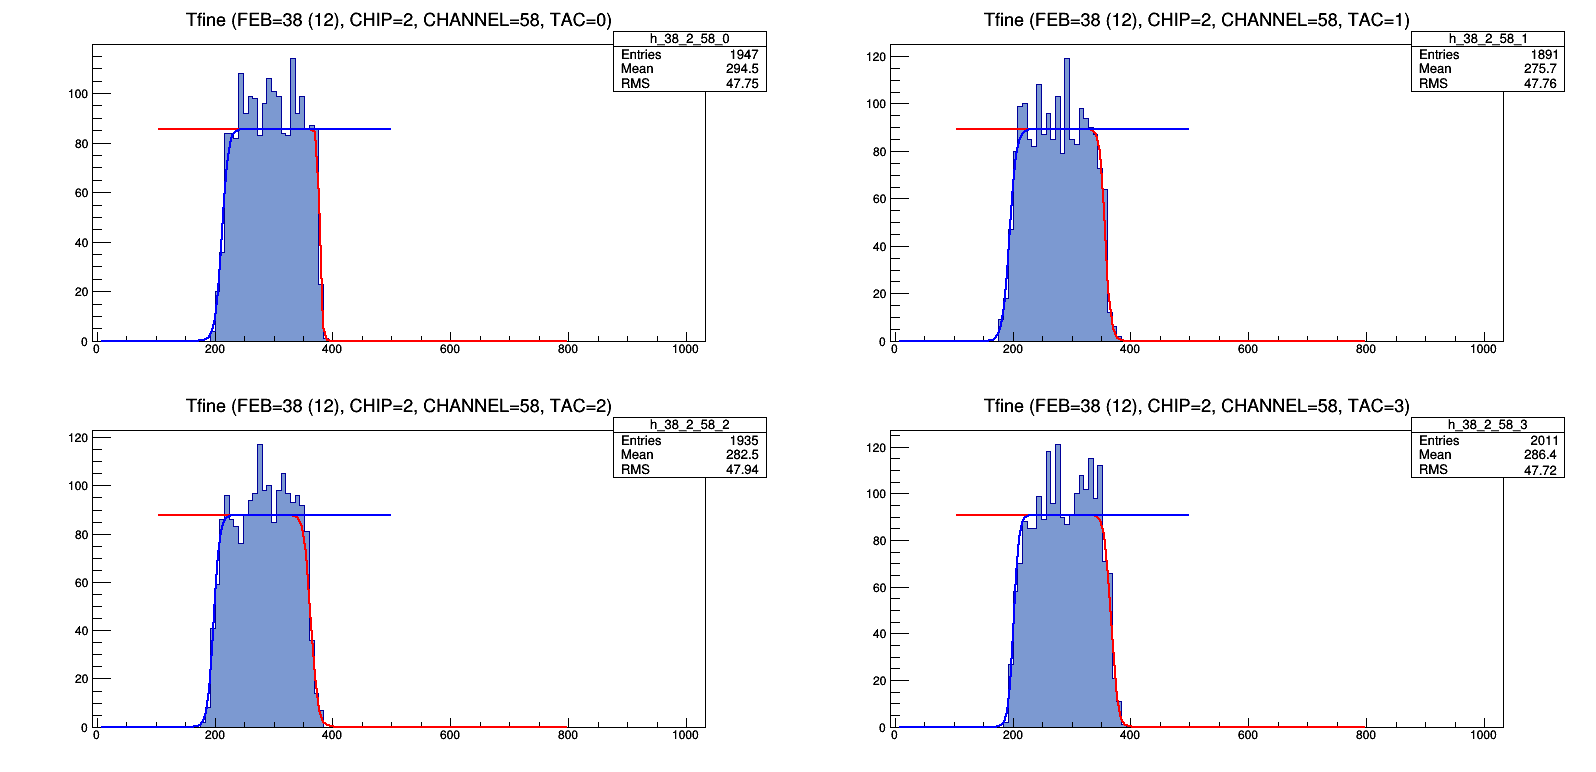 Tfine (FEB=38 (12), CHIP=2, CHANNEL=58, TAC=0)
h_38_2_58_0
Entries 1947
Mean 294.5
RMS 47.75
100
80
60
40
20
0
0 200 400 600 800 1000
Tfine (FEB=38 (12), CHIP=2, CHANNEL=58, TAC=1)
h_38_2_58_1
Entries 1891
Mean 275.7
RMS 47.76
120
100
80
60
40
20
0
0 200 400 600 800 1000
Tfine (FEB=38 (12), CHIP=2, CHANNEL=58, TAC=2)
h_38_2_58_2
Entries 1935
Mean 282.5
RMS 47.94
120
100
80
60
40
20
0
0 200 400 600 800 1000
Tfine (FEB=38 (12), CHIP=2, CHANNEL=58, TAC=3)
h_38_2_58_3
Entries 2011
Mean 286.4
RMS 47.72
120
100
80
60
40
20
0
0 200 400 600 800 1000